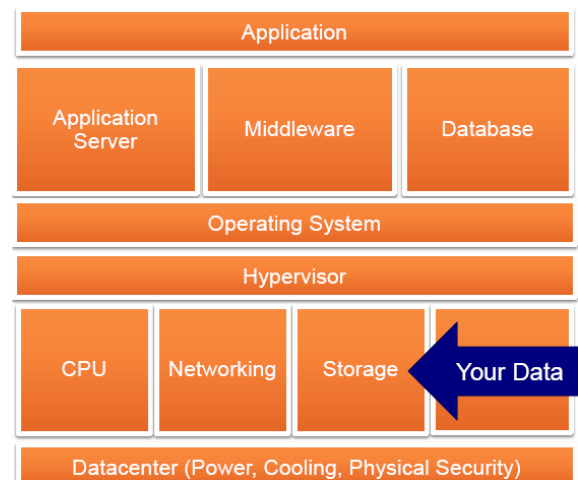 Application
Application
Server
Middleware
Database
Operating System
Hypervisor
CPU
Networking
Storage
Your Data
Datacenter (Power, Cooling, Physical Security)